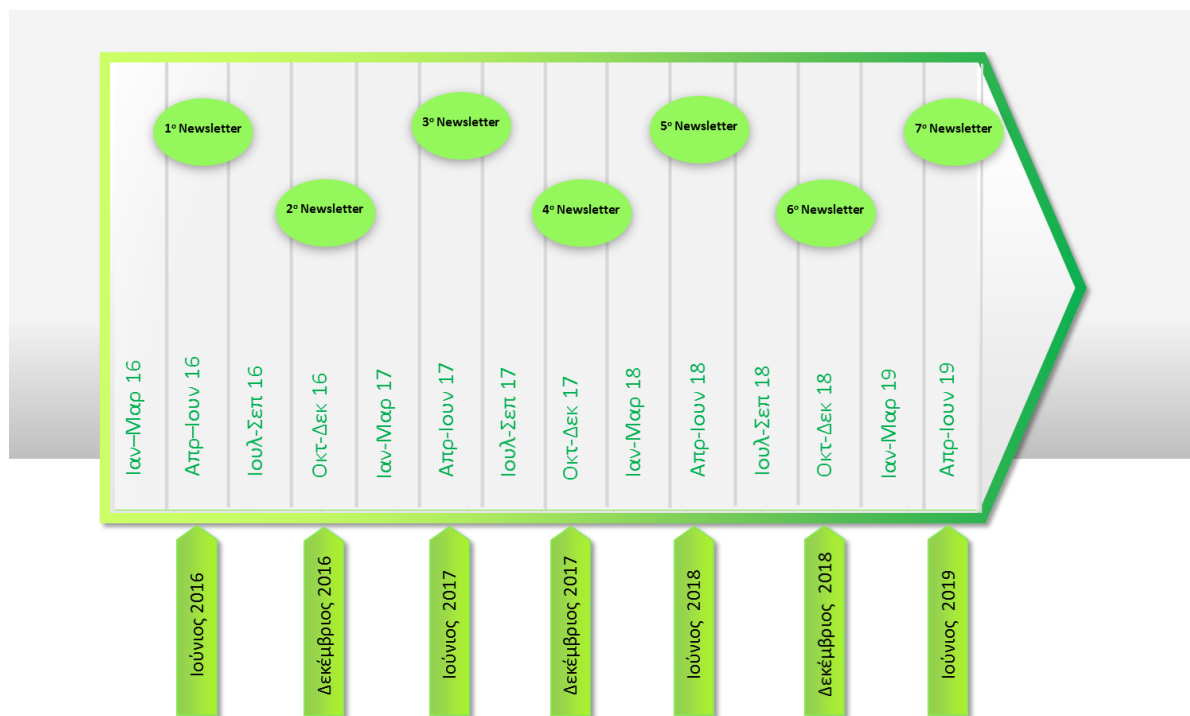 1ο Newsletter
3ο Newsletter
5ο Newsletter
7ο Newsletter
2ο Newsletter
4ο Newsletter
6ο Newsletter
Ιαν–Μαρ 16
Απρ–Ιουν 16
Ιουλ-Σεπ 16
Οκτ-Δεκ 16
Ιαν-Μαρ 17
Απρ-Ιουν 17
Ιουλ-Σεπ 17
Οκτ-Δεκ 17
Ιαν-Μαρ 18
Απρ-Ιουν 18
Ιουλ-Σεπ 18
Οκτ-Δεκ 18
Ιαν-Μαρ 19
Απρ-Ιουν 19
Ιούνιος 2016
Δεκέμβριος 2016
Ιούνιος 2017
Δεκέμβριος 2017
Ιούνιος 2018
Δεκέμβριος 2018
Ιούνιος 2019